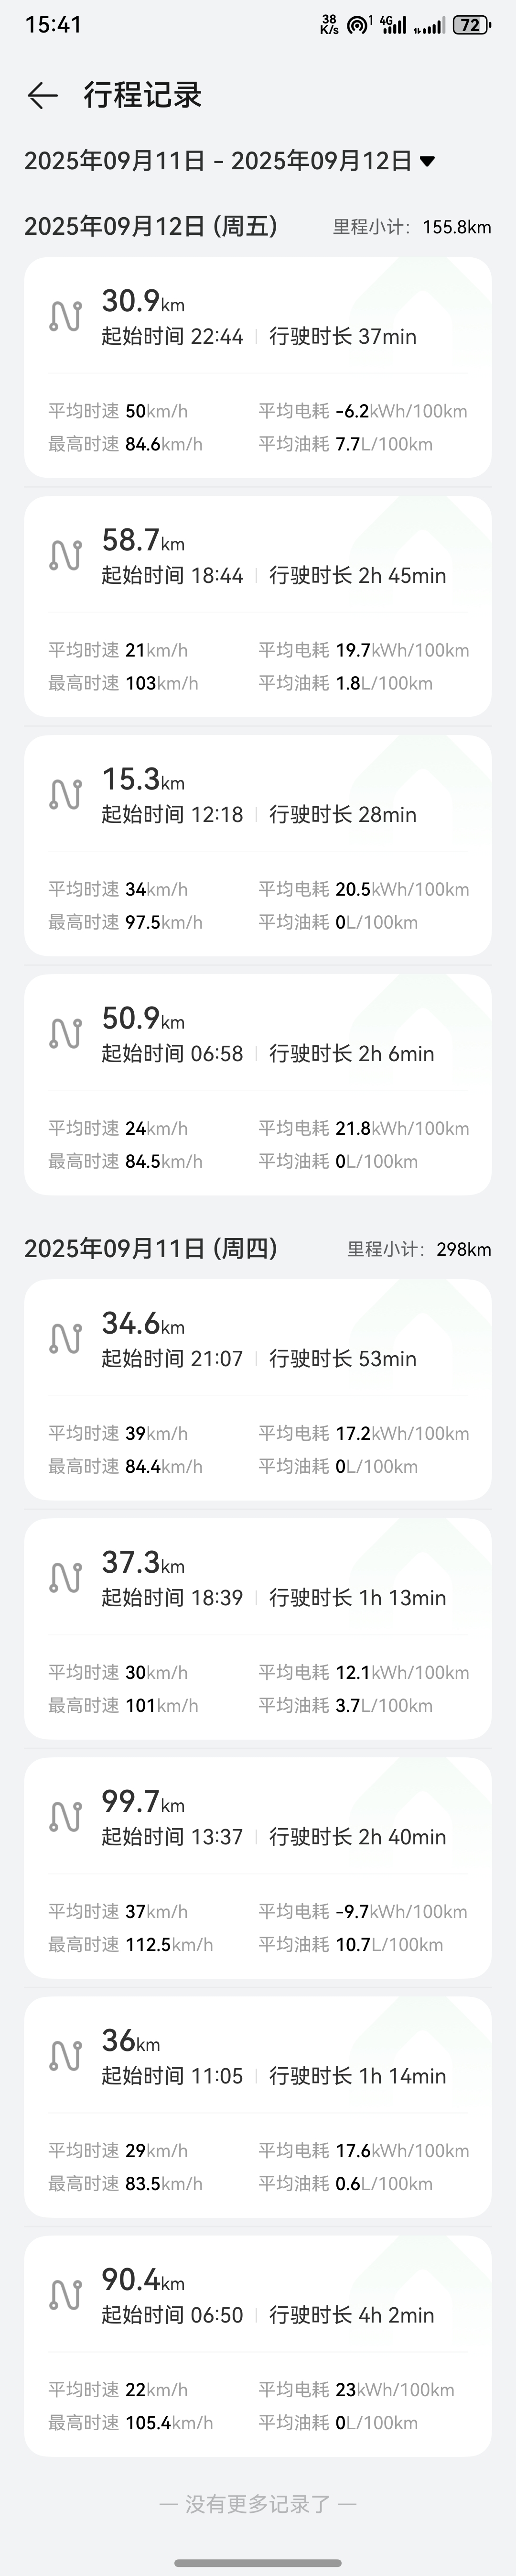 15:41 38 K/s 1 4G 72
行程记录
2025年09月11日 - 2025年09月12日
2025年09月12日 (周五) 里程小计： 155.8km
30.9km
起始时间 22:44 行驶时长 37min
平均时速 50km/h 平均电耗 -6.2kWh/100km
最高时速 84.6km/h 平均油耗 7.7L/100km
58.7km
起始时间 18:44 行驶时长 2h 45min
平均时速 21km/h 平均电耗 19.7kWh/100km
最高时速 103km/h 平均油耗 1.8L/100km
15.3km
起始时间 12:18 行驶时长 28min
平均时速 34km/h 平均电耗 20.5kWh/100km
最高时速 97.5km/h 平均油耗 0L/100km
50.9km
起始时间 06:58 行驶时长 2h 6min
平均时速 24km/h 平均电耗 21.8kWh/100km
最高时速 84.5km/h 平均油耗 0L/100km
2025年09月11日 (周四) 里程小计： 298km
34.6km
起始时间 21:07 行驶时长 53min
平均时速 39km/h 平均电耗 17.2kWh/100km
最高时速 84.4km/h 平均油耗 0L/100km
37.3km
起始时间 18:39 行驶时长 1h 13min
平均时速 30km/h 平均电耗 12.1kWh/100km
最高时速 101km/h 平均油耗 3.7L/100km
99.7km
起始时间 13:37 行驶时长 2h 40min
平均时速 37km/h 平均电耗 -9.7kWh/100km
最高时速 112.5km/h 平均油耗 10.7L/100km
36km
起始时间 11:05 行驶时长 1h 14min
平均时速 29km/h 平均电耗 17.6kWh/100km
最高时速 83.5km/h 平均油耗 0.6L/100km
90.4km
起始时间 06:50 行驶时长 4h 2min
平均时速 22km/h 平均电耗 23kWh/100km
最高时速 105.4km/h 平均油耗 0L/100km
— 没有更多记录了 —